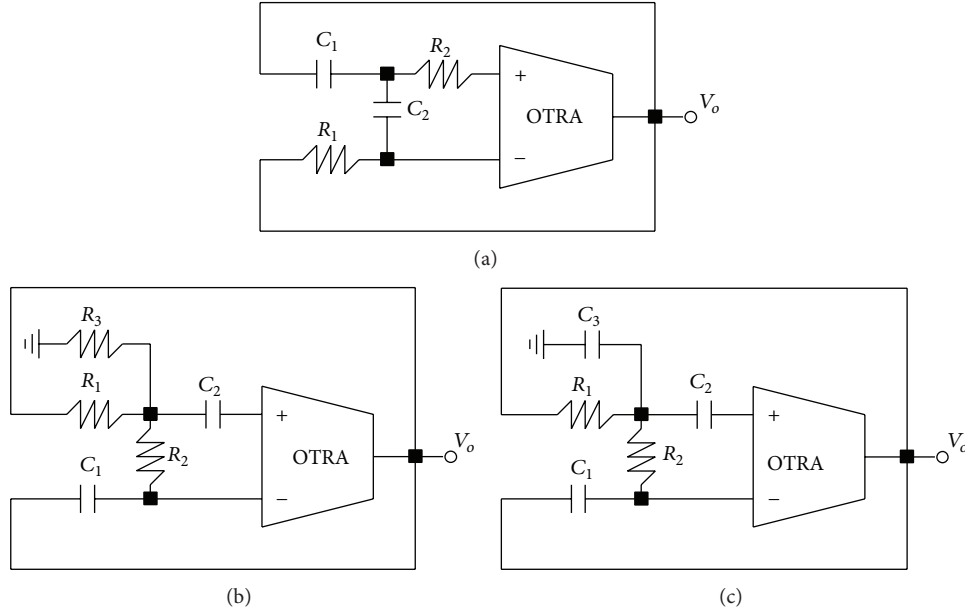 C₁
R₂
+
C₂
OTRA
Vₒ
R₁
−
(a)
R₃
R₁
C₂
+
R₂
OTRA
Vₒ
C₁
−
(b)
C₃
R₁
C₂
+
R₂
OTRA
Vₒ
C₁
−
(c)